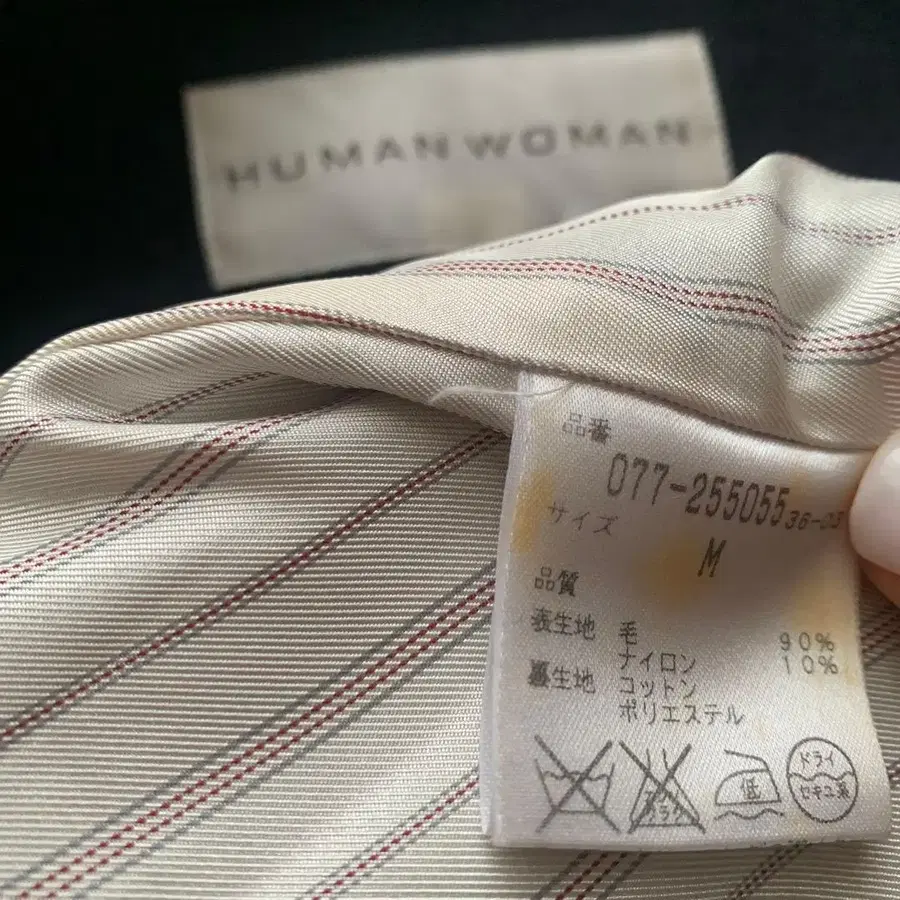 HUMAN WOMAN
品番
077-255055 36-03
サイズ
M
品質
表生地 毛 90%
ナイロン 10%
裏生地 コットン
ポリエステル
低
ドライ
セキユ系